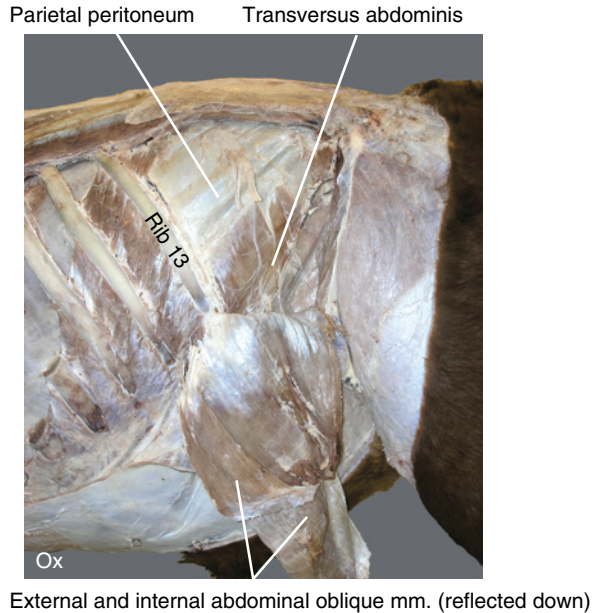 Parietal peritoneum
Transversus abdominis
Rib 13
Ox
External and internal abdominal oblique mm. (reflected down)